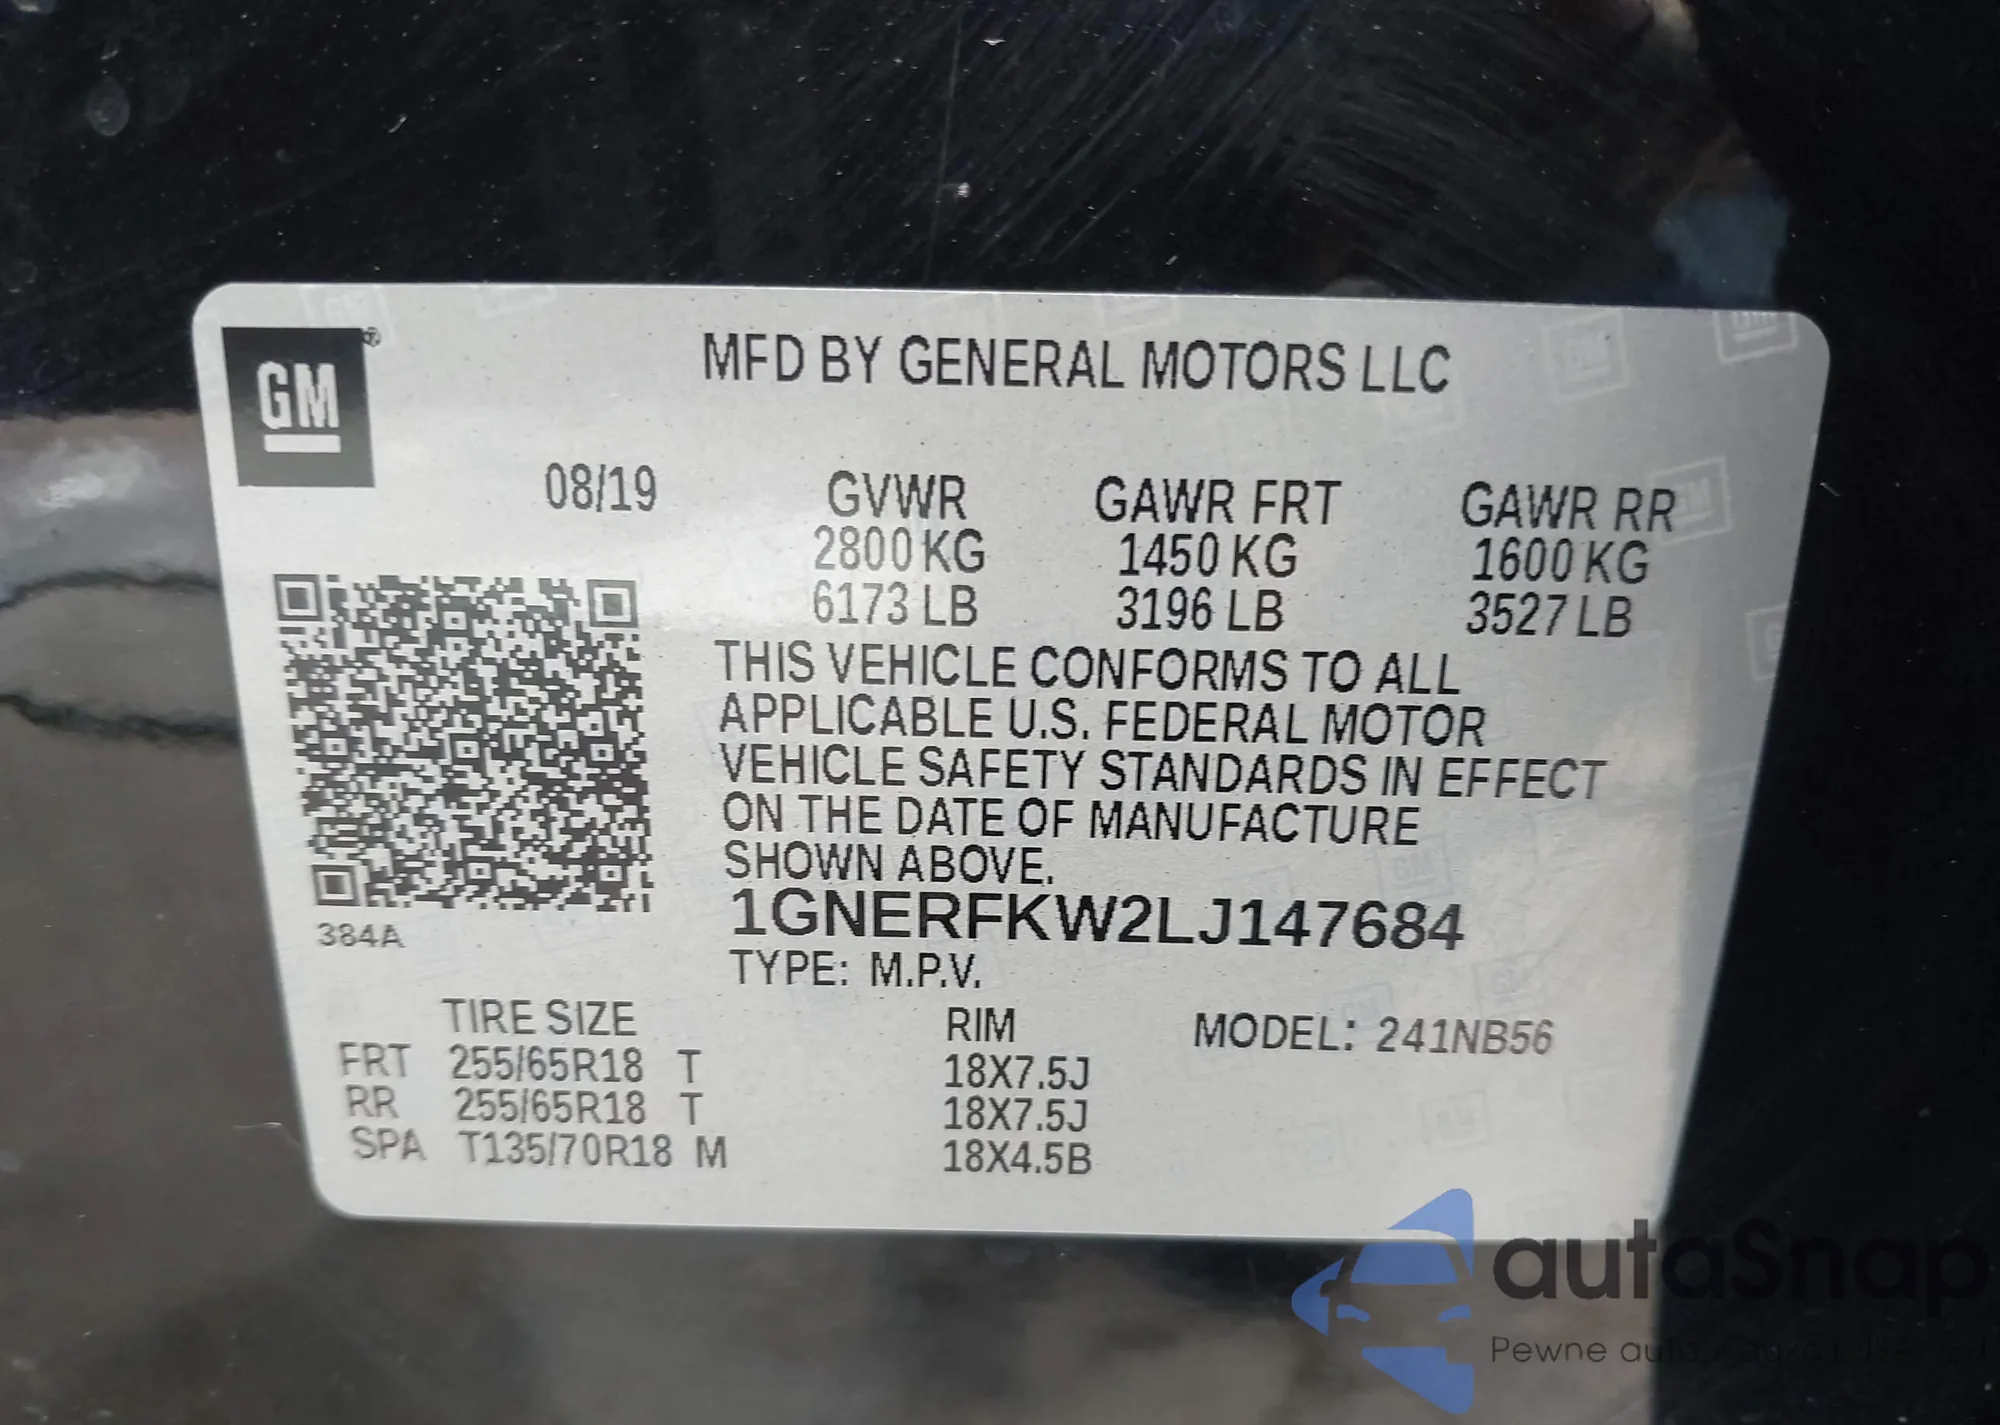 GM
MFD BY GENERAL MOTORS LLC
08/19 GVWR GAWR FRT GAWR RR
2800 KG 1450 KG 1600 KG
6173 LB 3196 LB 3527 LB
THIS VEHICLE CONFORMS TO ALL
APPLICABLE U.S. FEDERAL MOTOR
VEHICLE SAFETY STANDARDS IN EFFECT
ON THE DATE OF MANUFACTURE
SHOWN ABOVE.
1GNERFKW2LJ147684
384A
TYPE: M.P.V.
TIRE SIZE RIM MODEL: 241NB56
FRT 255/65R18 T 18X7.5J
RR 255/65R18 T 18X7.5J
SPA T135/70R18 M 18X4.5B
autaSnap
Pewne auta